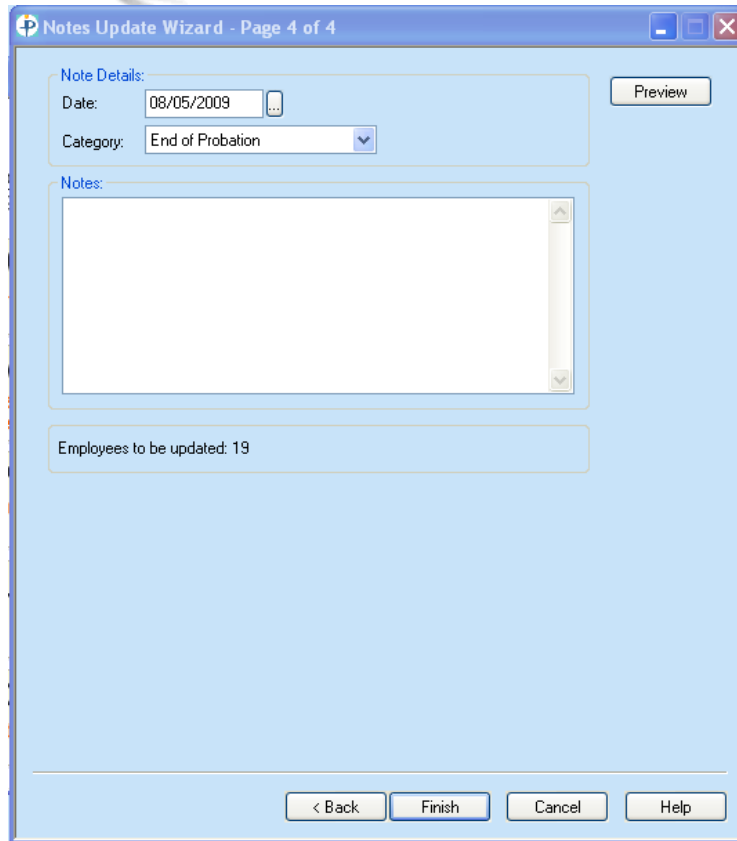 Notes Update Wizard - Page 4 of 4
Note Details:
Date: 08/05/2009 ...
Preview
Category: End of Probation
Notes:
Employees to be updated: 19
< Back Finish Cancel Help